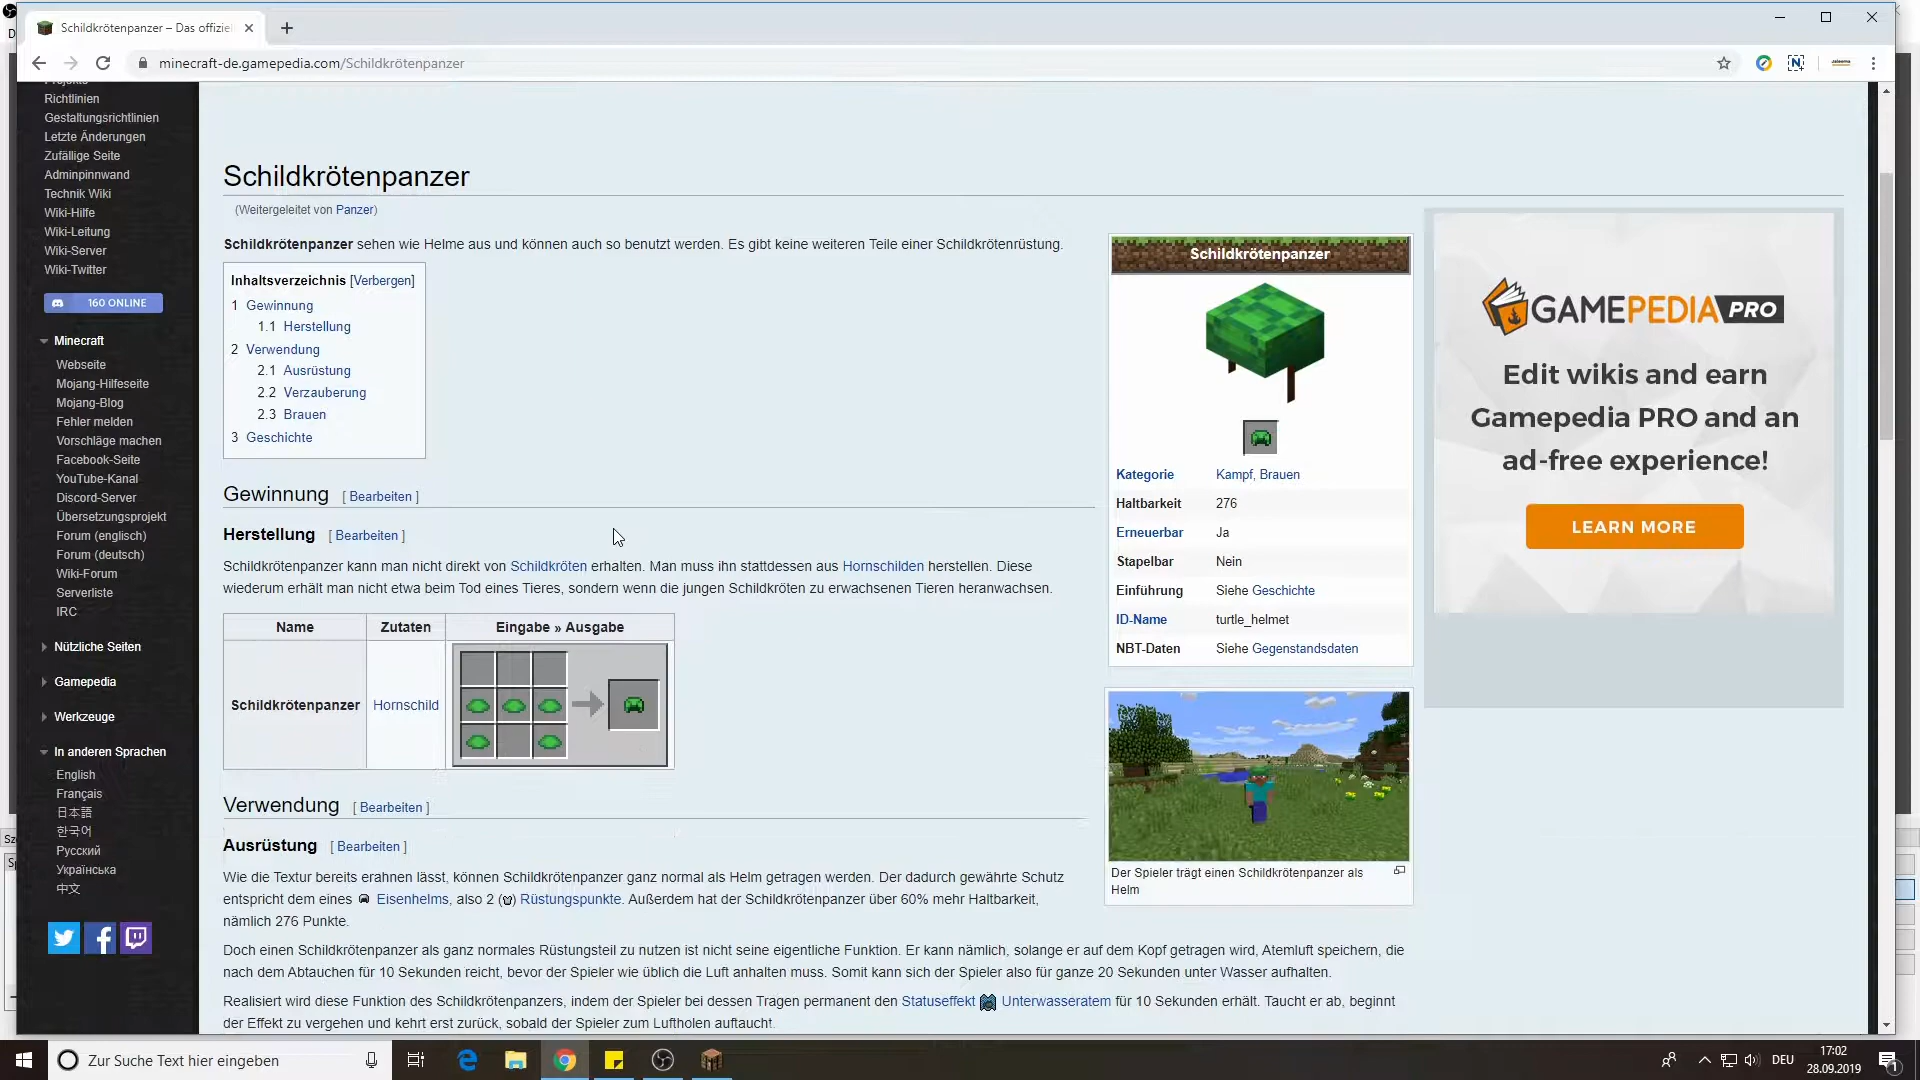 Schildkrötenpanzer – Das offizie
minecraft-de.gamepedia.com/Schildkrötenpanzer
Richtlinien
Gestaltungsrichtlinien
Letzte Änderungen
Zufällige Seite
Adminpinnwand
Technik Wiki
Wiki-Hilfe
Wiki-Leitung
Wiki-Server
Wiki-Twitter
160 ONLINE
Minecraft
Webseite
Mojang-Hilfeseite
Mojang-Blog
Fehler melden
Vorschläge machen
Facebook-Seite
YouTube-Kanal
Discord-Server
Übersetzungsprojekt
Forum (englisch)
Forum (deutsch)
Wiki-Forum
Serverliste
IRC
Nützliche Seiten
Gamepedia
Werkzeuge
In anderen Sprachen
English
Français
日本語
한국어
Русский
Українська
中文
Schildkrötenpanzer
(Weitergeleitet von Panzer)
Schildkrötenpanzer sehen wie Helme aus und können auch so benutzt werden. Es gibt keine weiteren Teile einer Schildkrötenrüstung.
Inhaltsverzeichnis [Verbergen]
1 Gewinnung
1.1 Herstellung
2 Verwendung
2.1 Ausrüstung
2.2 Verzauberung
2.3 Brauen
3 Geschichte
Gewinnung [ Bearbeiten ]
Herstellung [ Bearbeiten ]
Schildkrötenpanzer kann man nicht direkt von Schildkröten erhalten. Man muss ihn stattdessen aus Hornschilden herstellen. Diese
wiederum erhält man nicht etwa beim Tod eines Tieres, sondern wenn die jungen Schildkröten zu erwachsenen Tieren heranwachsen.
Name Zutaten Eingabe » Ausgabe
Schildkrötenpanzer Hornschild
Verwendung [ Bearbeiten ]
Ausrüstung [ Bearbeiten ]
Wie die Textur bereits erahnen lässt, können Schildkrötenpanzer ganz normal als Helm getragen werden. Der dadurch gewährte Schutz
entspricht dem eines Eisenhelms, also 2 () Rüstungspunkte. Außerdem hat der Schildkrötenpanzer über 60% mehr Haltbarkeit,
nämlich 276 Punkte.
Doch einen Schildkrötenpanzer als ganz normales Rüstungsteil zu nutzen ist nicht seine eigentliche Funktion. Er kann nämlich, solange er auf dem Kopf getragen wird, Atemluft speichern, die
nach dem Abtauchen für 10 Sekunden reicht, bevor der Spieler wie üblich die Luft anhalten muss. Somit kann sich der Spieler also für ganze 20 Sekunden unter Wasser aufhalten.
Realisiert wird diese Funktion des Schildkrötenpanzers, indem der Spieler bei dessen Tragen permanent den Statuseffekt Unterwasseratem für 10 Sekunden erhält. Taucht er ab, beginnt
der Effekt zu vergehen und kehrt erst zurück, sobald der Spieler zum Luftholen auftaucht.
Schildkrötenpanzer
Kategorie Kampf, Brauen
Haltbarkeit 276
Erneuerbar Ja
Stapelbar Nein
Einführung Siehe Geschichte
ID-Name turtle_helmet
NBT-Daten Siehe Gegenstandsdaten
Der Spieler trägt einen Schildkrötenpanzer als
Helm
GAMEPEDIA PRO
Edit wikis and earn
Gamepedia PRO and an
ad-free experience!
LEARN MORE
Zur Suche Text hier eingeben
DEU
17:02
28.09.2019
1